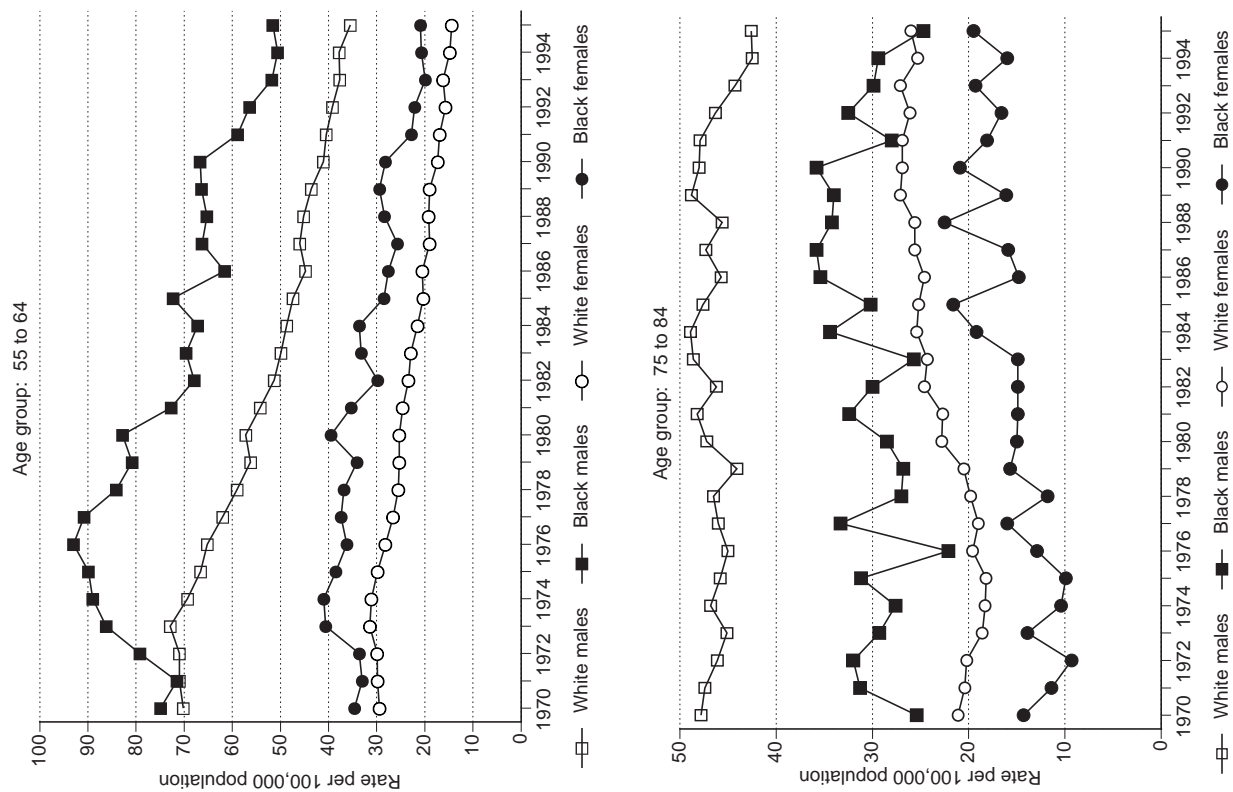 Age group: 55 to 64
Rate per 100,000 population
100
90
80
70
60
50
40
30
20
10
0
1970 1972 1974 1976 1978 1980 1982 1984 1986 1988 1990 1992 1994
White males Black males White females Black females
Age group: 75 to 84
Rate per 100,000 population
50
40
30
20
10
0
1970 1972 1974 1976 1978 1980 1982 1984 1986 1988 1990 1992 1994
White males Black males White females Black females